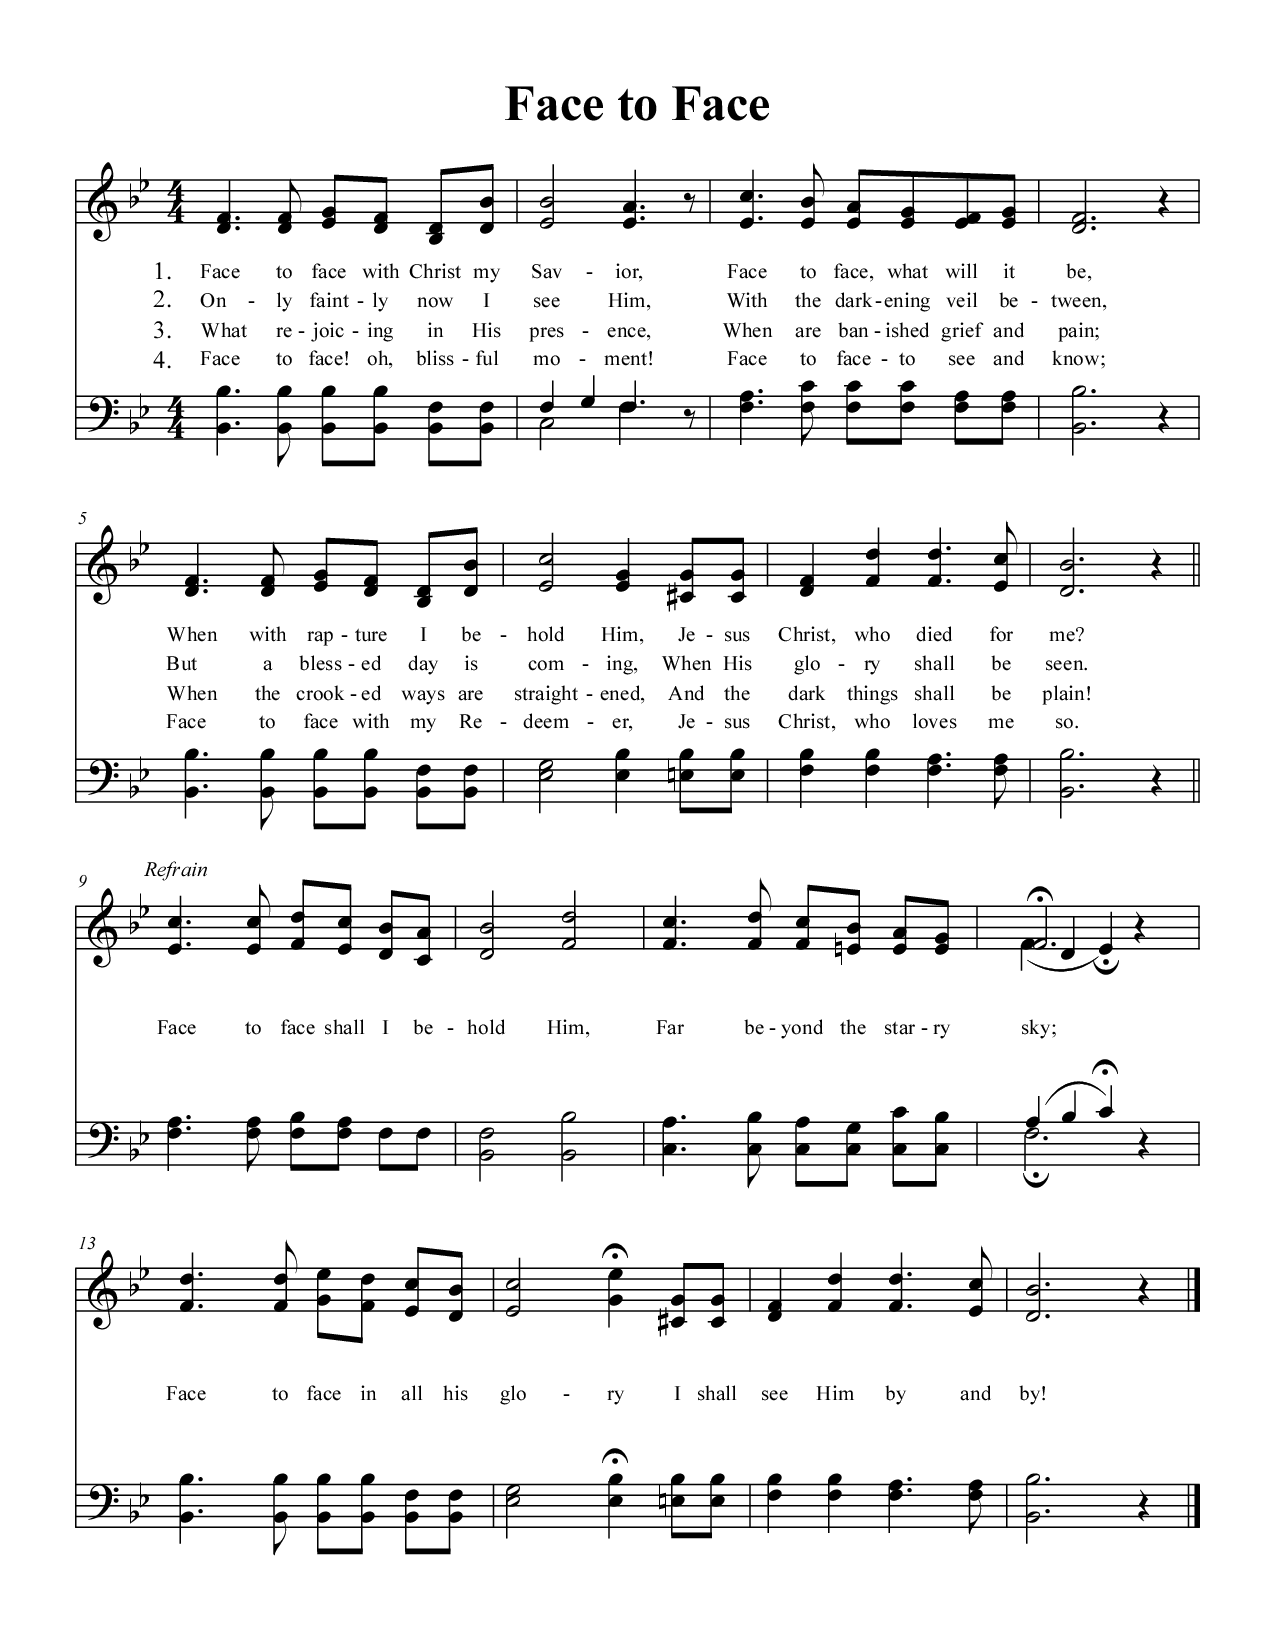 Face to Face
1. Face to face with Christ my Sav - ior, Face to face, what will it be,
2. On - ly faint - ly now I see Him, With the dark - ening veil be - tween,
3. What re - joic - ing in His pres - ence, When are ban - ished grief and pain;
4. Face to face! oh, bliss - ful mo - ment! Face to face - to see and know;
5
When with rap - ture I be - hold Him, Je - sus Christ, who died for me?
But a bless - ed day is com - ing, When His glo - ry shall be seen.
When the crook - ed ways are straight - ened, And the dark things shall be plain!
Face to face with my Re - deem - er, Je - sus Christ, who loves me so.
Refrain
9
Face to face shall I be - hold Him, Far be - yond the star - ry sky;
13
Face to face in all his glo - ry I shall see Him by and by!